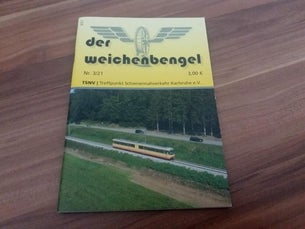 der
weichenbengel
Nr. 3/21 3,00 €
TSNV | Treffpunkt Schienennahverkehr Karlsruhe e.V.